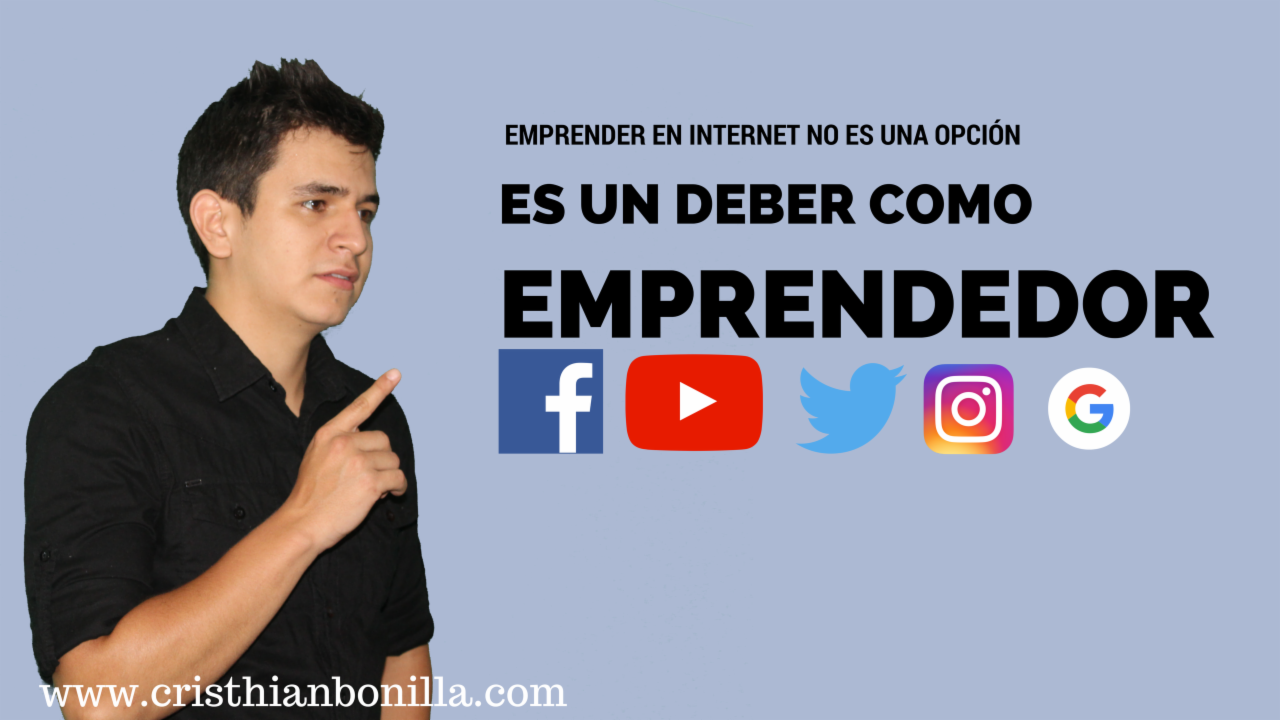 EMPRENDER EN INTERNET NO ES UNA OPCIÓN
ES UN DEBER COMO
EMPRENDEDOR
www.cristhianbonilla.com